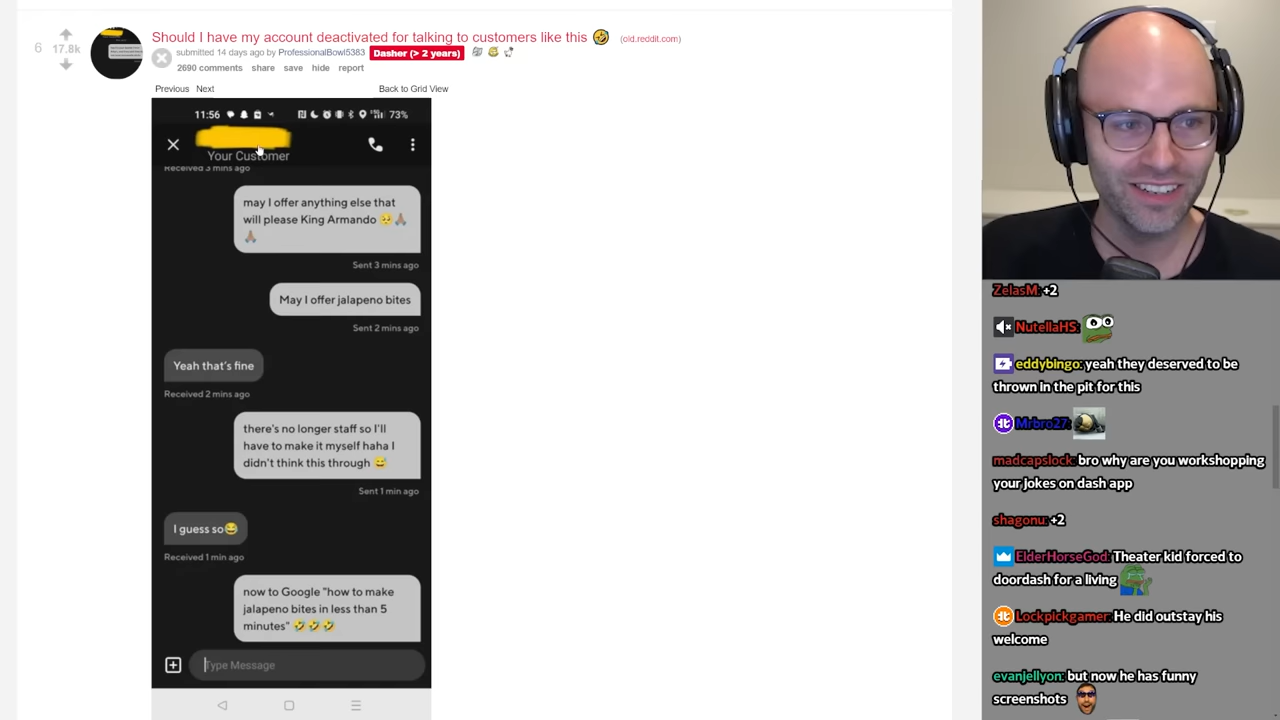 6
17.8k
Should I have my account deactivated for talking to customers like this 🤣 (old.reddit.com)
submitted 14 days ago by ProfessionalBowl5383 Dasher (> 2 years)
2690 comments share save hide report
Previous Next Back to Grid View
11:56 73%
Your Customer
Received 3 mins ago
may I offer anything else that
will please King Armando 🥺🙏🏽
🙏🏽
Sent 3 mins ago
May I offer jalapeno bites
Sent 2 mins ago
Yeah that's fine
Received 2 mins ago
there's no longer staff so I'll
have to make it myself haha I
didn't think this through 😅
Sent 1 min ago
I guess so😂
Received 1 min ago
now to Google "how to make
jalapeno bites in less than 5
minutes" 🤣🤣🤣
Type Message
ZelasM: +2
NutellaHS:
eddybingo: yeah they deserved to be
thrown in the pit for this
Mrbro27:
madcapslock: bro why are you workshopping
your jokes on dash app
shagonu: +2
ElderHorseGod: Theater kid forced to
doordash for a living
Lockpickgamer: He did outstay his
welcome
evanjellyon: but now he has funny
screenshots